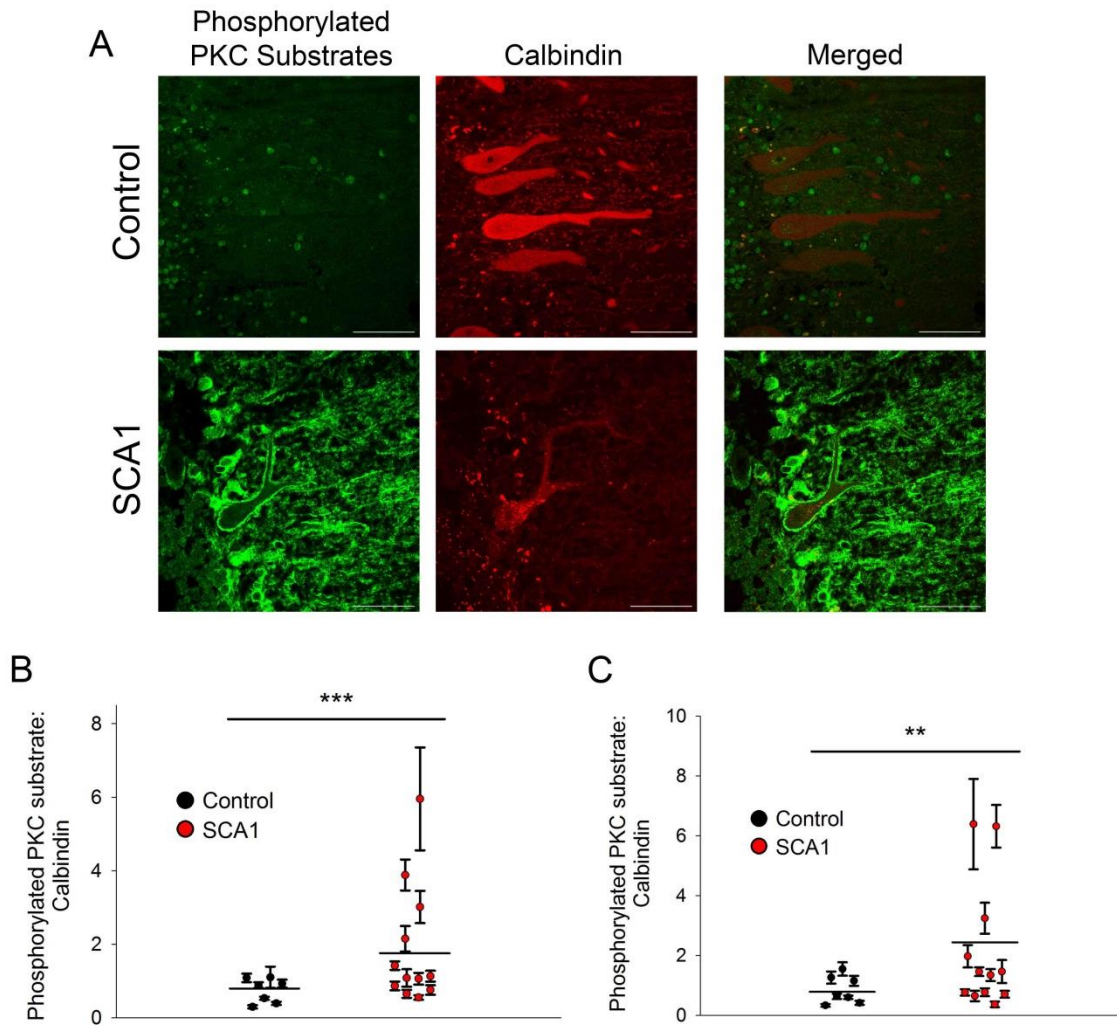 A
Phosphorylated
PKC Substrates
Calbindin
Merged
Control
SCA1
B
Phosphorylated PKC substrate:
Calbindin
8
6
4
2
0
***
Control
SCA1
C
Phosphorylated PKC substrate:
Calbindin
10
8
6
4
2
0
**
Control
SCA1